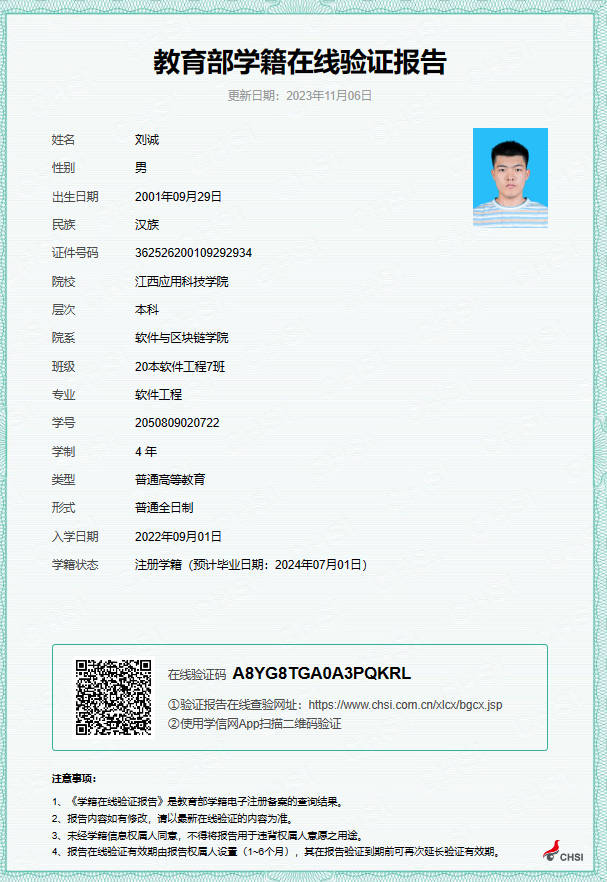 教育部学籍在线验证报告
更新日期：2023年11月06日
姓名 刘诚
性别 男
出生日期 2001年09月29日
民族 汉族
证件号码 362526200109292934
院校 江西应用科技学院
层次 本科
院系 软件与区块链学院
班级 20本软件工程7班
专业 软件工程
学号 2050809020722
学制 4 年
类型 普通高等教育
形式 普通全日制
入学日期 2022年09月01日
学籍状态 注册学籍（预计毕业日期：2024年07月01日）
在线验证码 A8YG8TGA0A3PQKRL
①验证报告在线查验网址：https://www.chsi.com.cn/xlcx/bgcx.jsp
②使用学信网App扫描二维码验证
注意事项：
1、《学籍在线验证报告》是教育部学籍电子注册备案的查询结果。
2、报告内容如有修改，请以最新在线验证的内容为准。
3、未经学籍信息权属人同意，不得将报告用于违背权属人意愿之用途。
4、报告在线验证有效期由报告权属人设置（1~6个月），其在报告验证到期前可再次延长验证有效期。
CHSI